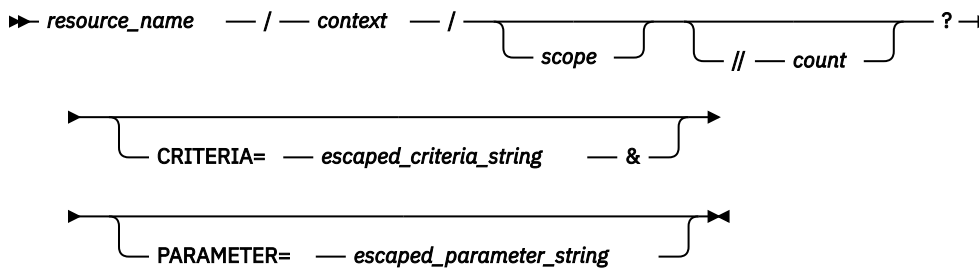 resource_name / context / ?
scope // count
CRITERIA= escaped_criteria_string &
PARAMETER= escaped_parameter_string